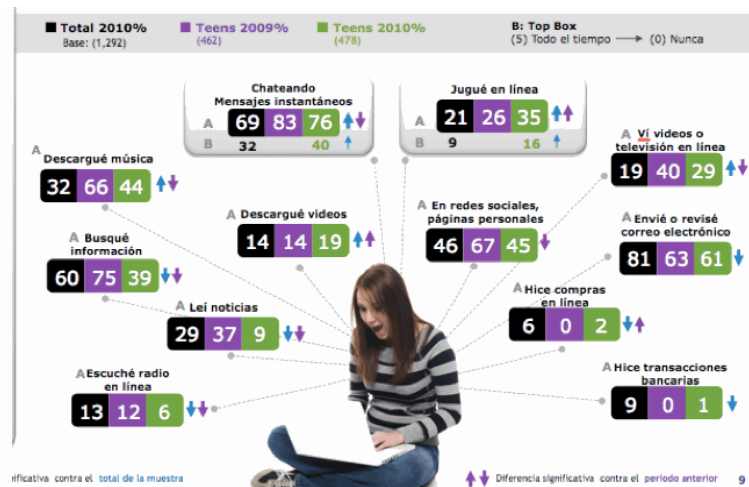 Total 2010%
Base: (1,292)
Teens 2009%
(462)
Teens 2010%
(478)
B: Top Box
(5) Todo el tiempo → (0) Nunca
Chateando
Mensajes instantáneos
A 69 83 76
B 32 40
Jugué en línea
A 21 26 35
B 9 16
A Descargué música
32 66 44
A Descargué videos
14 14 19
A En redes sociales,
páginas personales
46 67 45
A Ví videos o
televisión en línea
19 40 29
A Busqué
información
60 75 39
A Envié o revisé
correo electrónico
81 63 61
A Leí noticias
29 37 9
A Hice compras
en línea
6 0 2
A Escuché radio
en línea
13 12 6
A Hice transacciones
bancarias
9 0 1
contra el total de la muestra
Diferencia significativa contra el periodo anterior
9